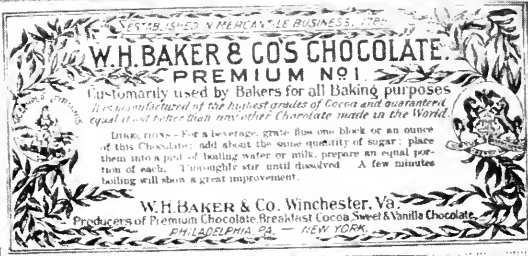 ESTABLISHED IN MERCANTILE BUSINESS, 1785
W.H. BAKER & CO'S CHOCOLATE.
PREMIUM No 1.
Customarily used by Bakers for all Baking purposes
It is manufactured of the highest grades of Cocoa and guaranteed
equal if not better than any other Chocolate made in the World.
DIRECTIONS - For a beverage, grate fine one block or an ounce
of this Chocolate; add about the same quantity of sugar; place
them into a pint of boiling water or milk, prepare an equal por-
tion of each. Thoroughly stir until dissolved. A few minutes
boiling will show a great improvement.
W.H. BAKER & Co. Winchester, Va.
Producers of Premium Chocolate, Breakfast Cocoa, Sweet & Vanilla Chocolate,
PHILADELPHIA, PA. — NEW YORK.